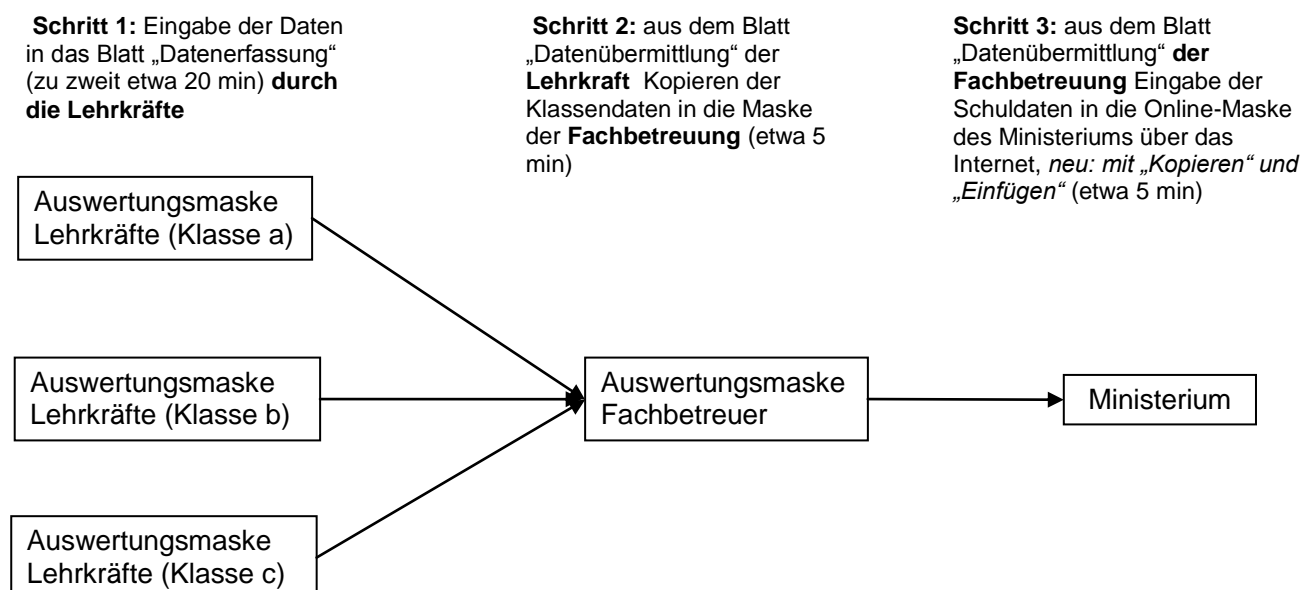 Schritt 1: Eingabe der Daten
in das Blatt „Datenerfassung“
(zu zweit etwa 20 min) durch
die Lehrkräfte
Schritt 2: aus dem Blatt
„Datenübermittlung“ der
Lehrkraft Kopieren der
Klassendaten in die Maske
der Fachbetreuung (etwa 5
min)
Schritt 3: aus dem Blatt
„Datenübermittlung“ der
Fachbetreuung Eingabe der
Schuldaten in die Online-Maske
des Ministeriums über das
Internet, neu: mit „Kopieren“ und
„Einfügen“ (etwa 5 min)
Auswertungsmaske
Lehrkräfte (Klasse a)
Auswertungsmaske
Lehrkräfte (Klasse b)
Auswertungsmaske
Fachbetreuer
Ministerium
Auswertungsmaske
Lehrkräfte (Klasse c)